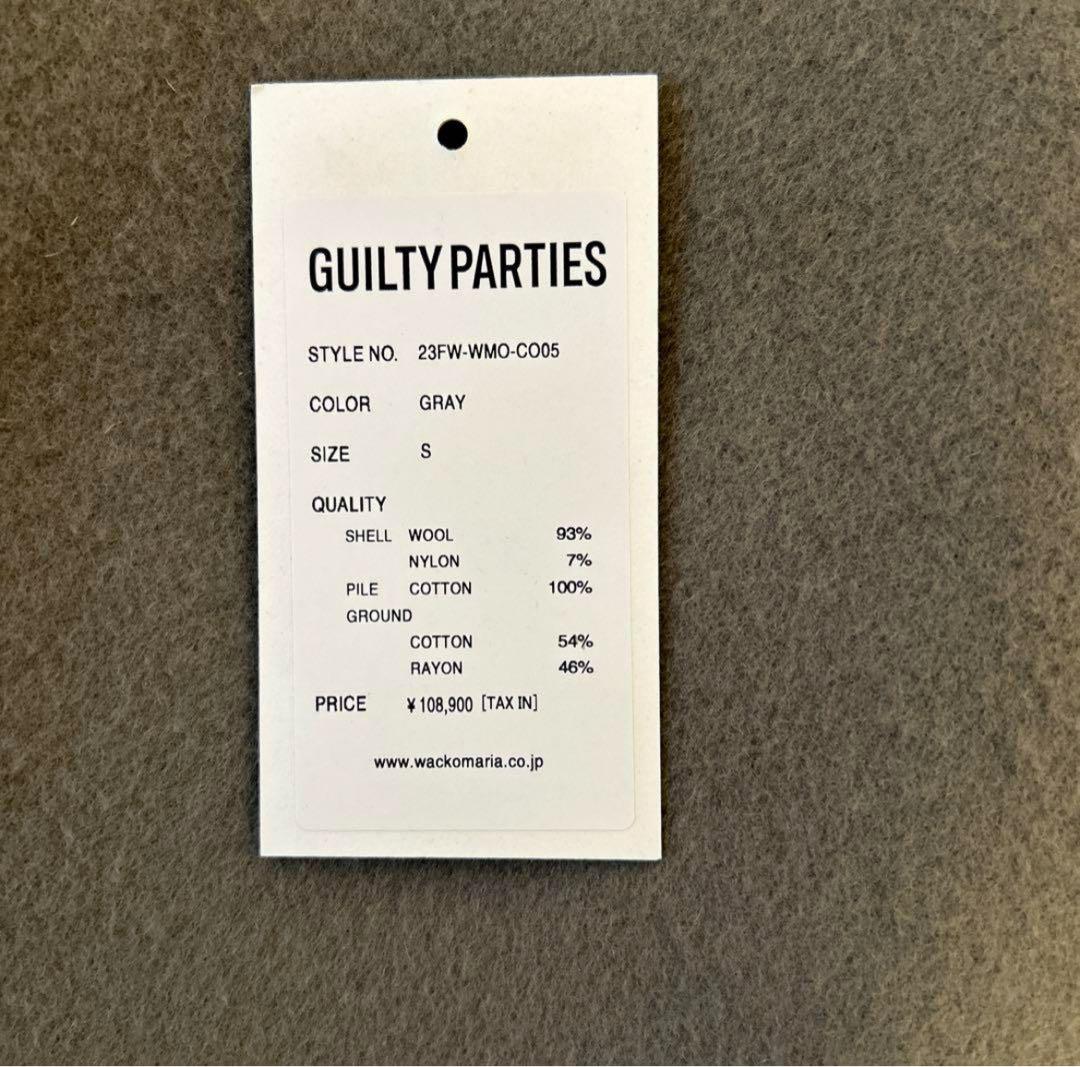 GUILTY PARTIES
STYLE NO. 23FW-WMO-CO05
COLOR GRAY
SIZE S
QUALITY
SHELL WOOL 93%
NYLON 7%
PILE COTTON 100%
GROUND
COTTON 54%
RAYON 46%
PRICE ¥108,900 [TAX IN]
www.wackomaria.co.jp